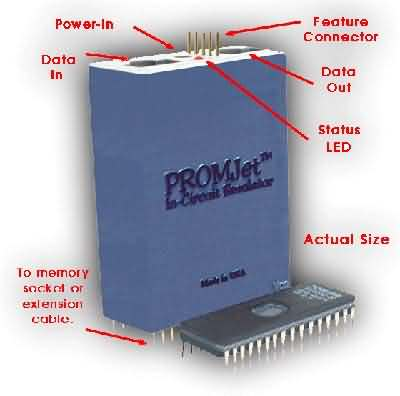 Power-In
Feature
Connector
Data
In
Data
Out
Status
LED
PROMJet™
In-Circuit Emulator
Actual Size
Made in USA
To memory
socket or
extension
cable.